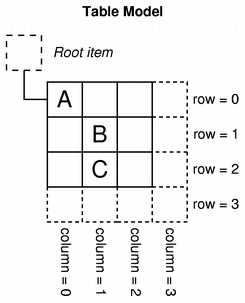 Table Model
Root item
A
row = 0
B
row = 1
C
row = 2
row = 3
column = 0
column = 1
column = 2
column = 3